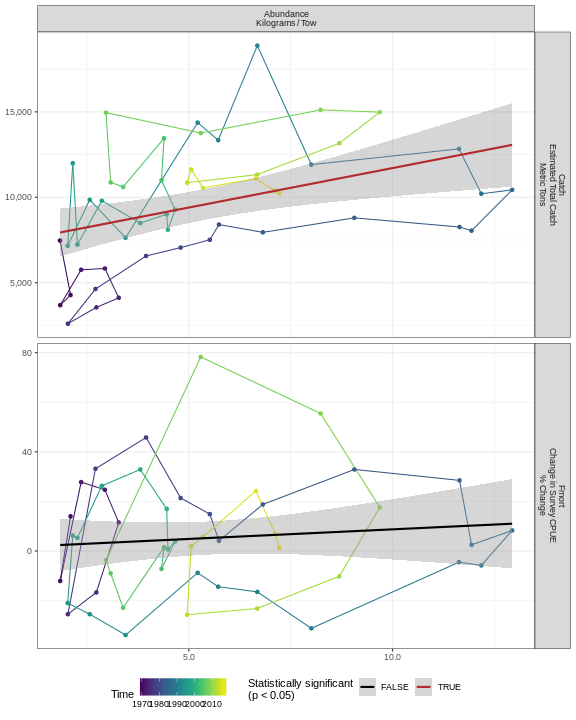 Abundance
Kilograms/Tow
15,000
10,000
5,000
Catch
Estimated Total Catch
Metric Tons
80
40
0
Fmort
Change in Survey CPUE
% Change
5.0
10.0
Time
1970 1980 1990 2000 2010
Statistically significant
(p < 0.05)
FALSE
TRUE